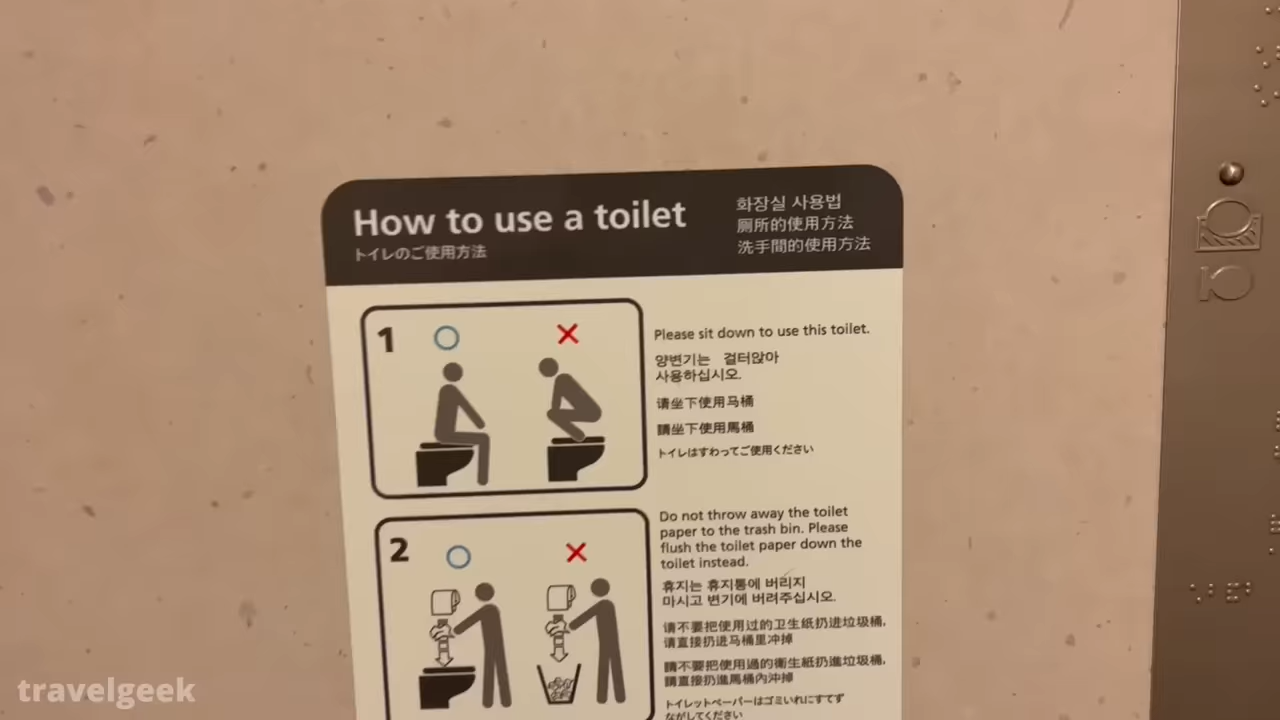 How to use a toilet
トイレのご使用方法
화장실 사용법
厠所的使用方法
洗手間的使用方法
1
Please sit down to use this toilet.
양변기는 걸터앉아
사용하십시오.
请坐下使用马桶
請坐下使用馬桶
トイレはすわってご使用ください
2
Do not throw away the toilet
paper to the trash bin. Please
flush the toilet paper down the
toilet instead.
휴지는 휴지통에 버리지
마시고 변기에 버려주십시오.
请不要把使用过的卫生纸扔进垃圾桶,
请直接扔进马桶里冲掉
請不要把使用過的衛生紙扔進垃圾桶,
請直接扔進馬桶內沖掉
トイレットペーパーはゴミいれにすてず
ながしてください
travelgeek